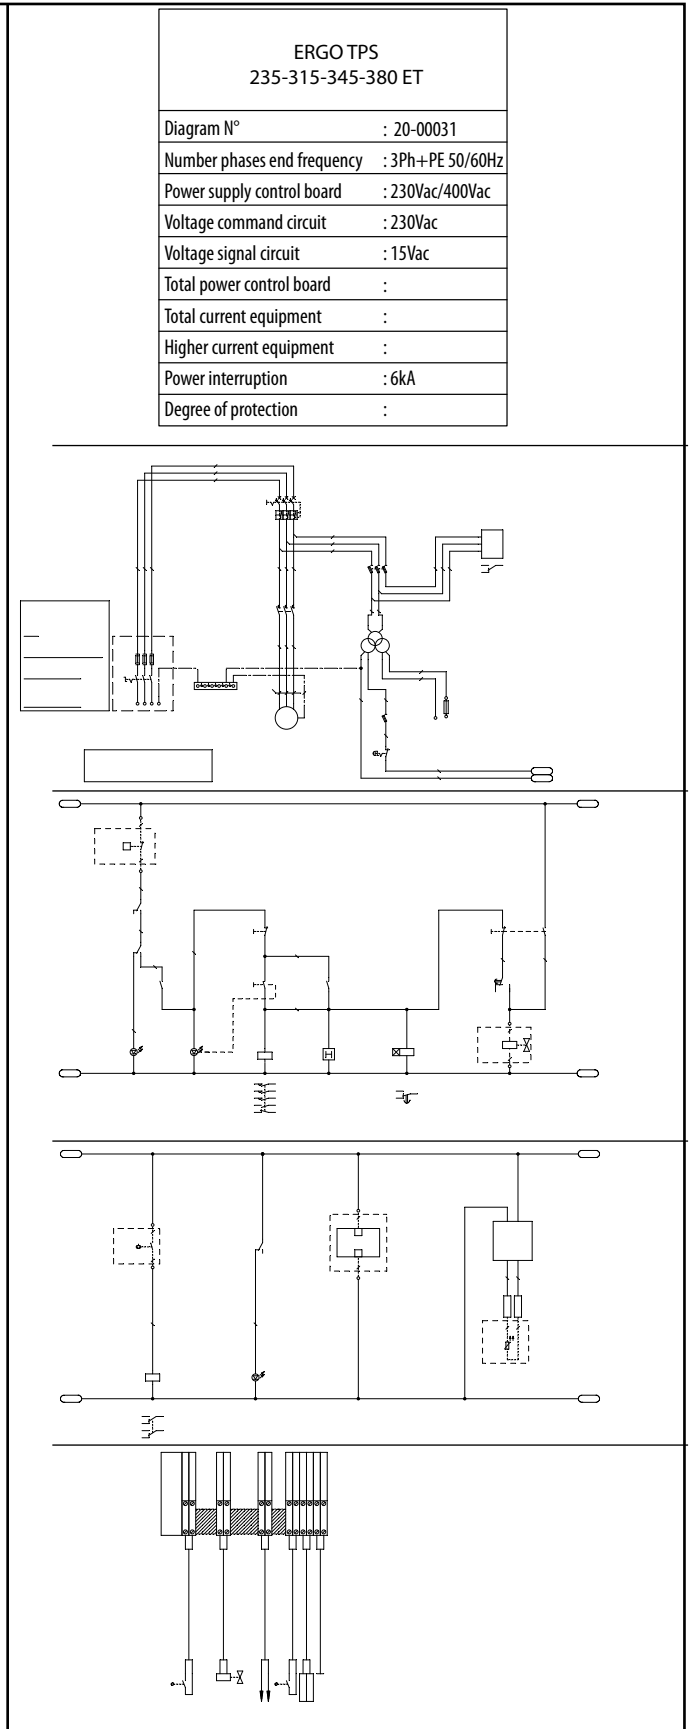 ERGO TPS
235-315-345-380 ET
Diagram N° : 20-00031
Number phases end frequency : 3Ph+PE 50/60Hz
Power supply control board : 230Vac/400Vac
Voltage command circuit : 230Vac
Voltage signal circuit : 15Vac
Total power control board :
Total current equipment :
Higher current equipment :
Power interruption : 6kA
Degree of protection :